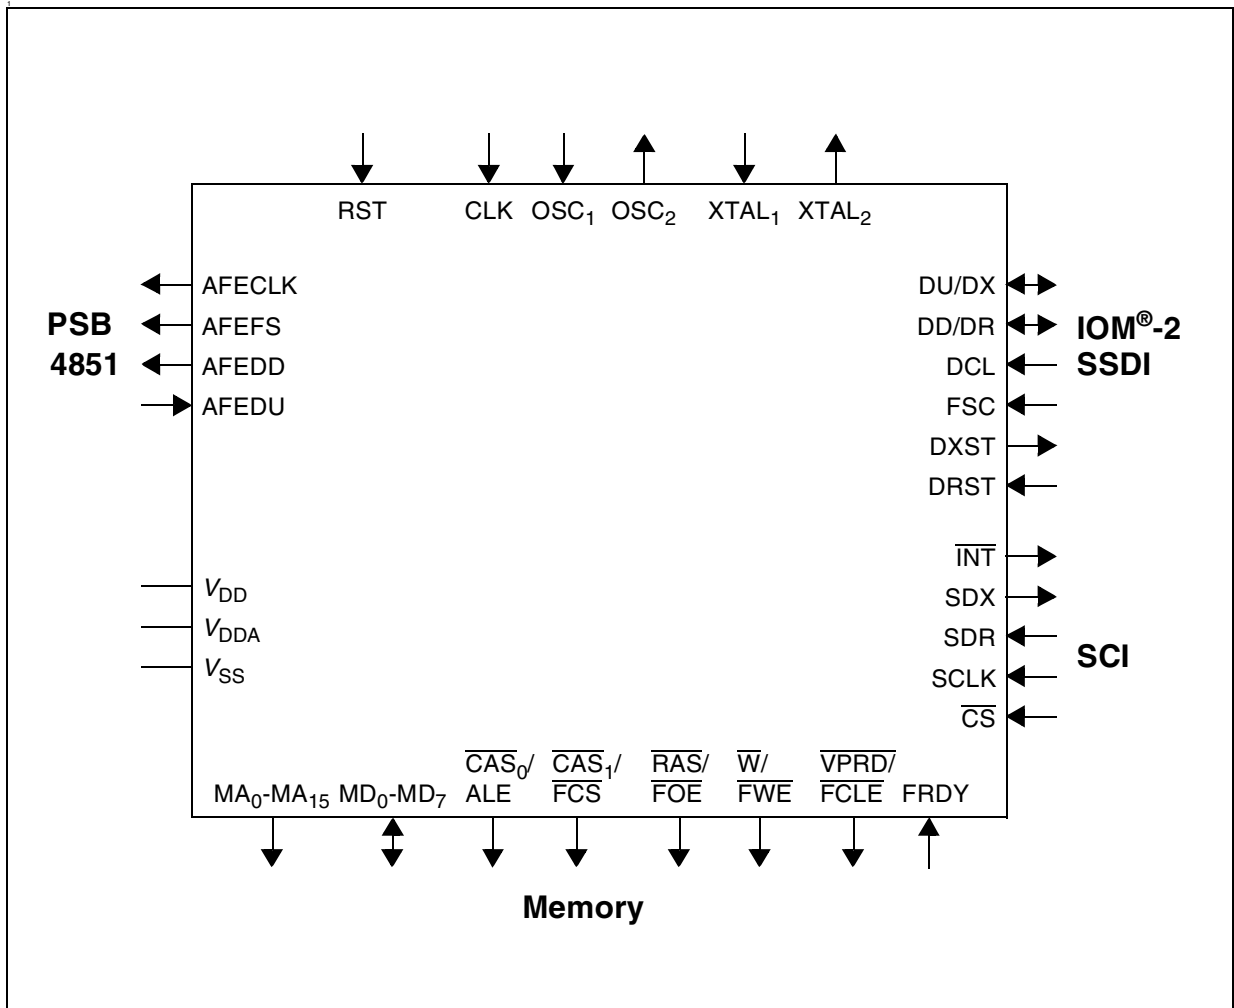 1
RST CLK OSC1 OSC2 XTAL1 XTAL2
AFECLK DU/DX
PSB AFEFS DD/DR IOM®-2
4851 AFEDD DCL SSDI
AFEDU FSC
DXST
DRST
INT
VDD SDX
VDDA SDR SCI
VSS SCLK
CS
CAS0/ CAS1/ RAS/ W/ VPRD/
MA0-MA15 MD0-MD7 ALE FCS FOE FWE FCLE FRDY
Memory